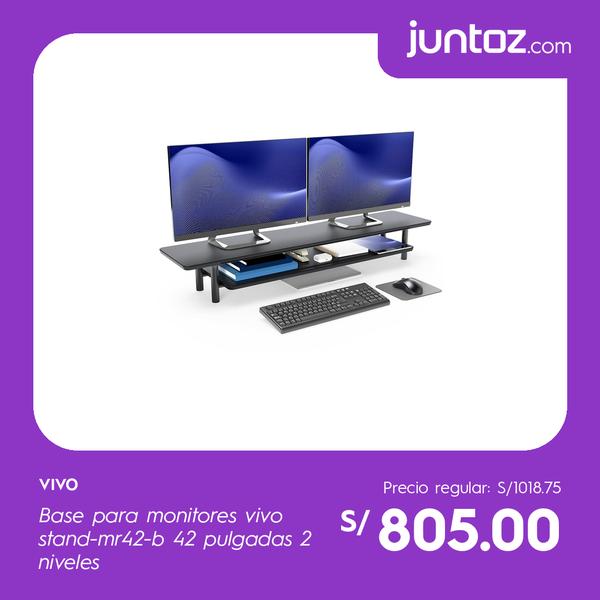 juntoz.com
VIVO
Base para monitores vivo
stand-mr42-b 42 pulgadas 2
niveles
Precio regular: S/1018.75
S/ 805.00